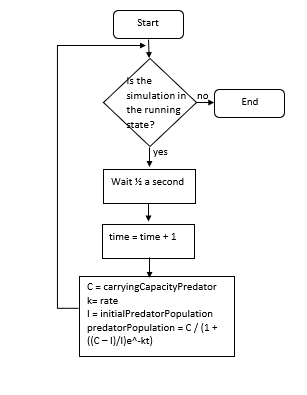 Start
Is the
simulation in
the running
state?
no
End
yes
Wait ½ a second
time = time + 1
C = carryingCapacityPredator
k= rate
I = initialPredatorPopulation
predatorPopulation = C / (1 +
((C – I)/I)e^-kt)